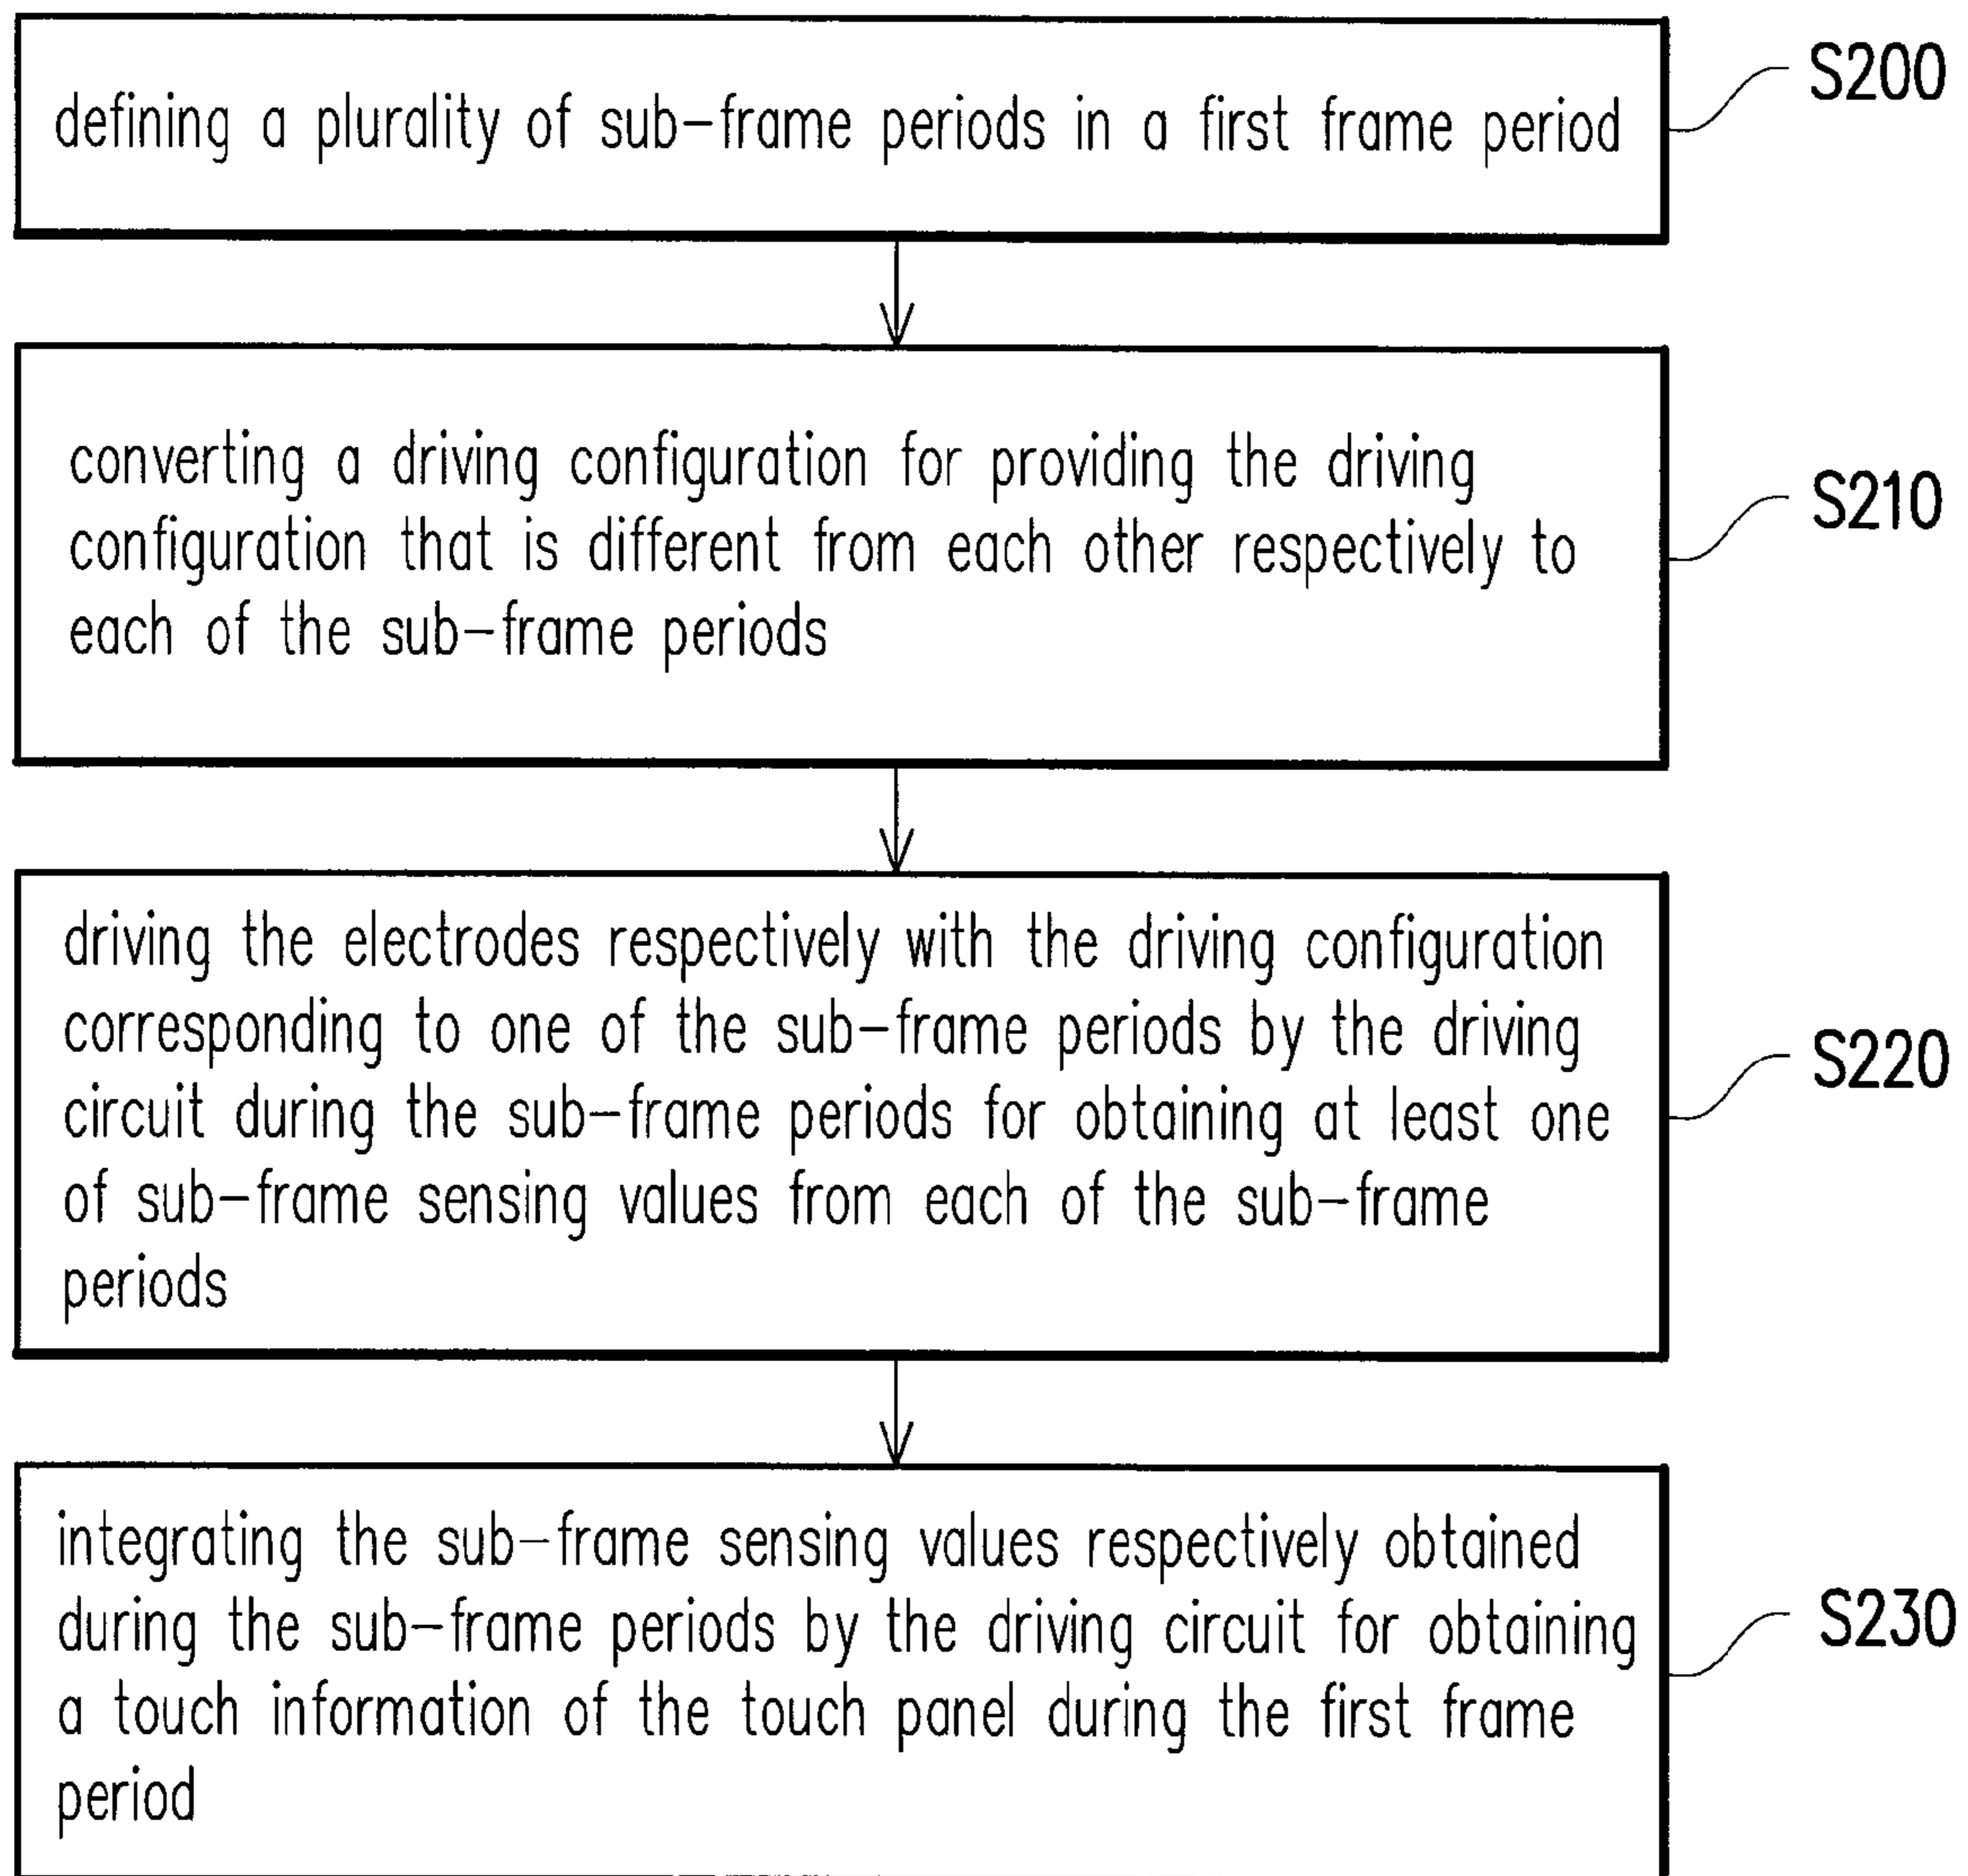 defining a plurality of sub-frame periods in a first frame period
S200
converting a driving configuration for providing the driving
configuration that is different from each other respectively to
each of the sub-frame periods
S210
driving the electrodes respectively with the driving configuration
corresponding to one of the sub-frame periods by the driving
circuit during the sub-frame periods for obtaining at least one
of sub-frame sensing values from each of the sub-frame
periods
S220
integrating the sub-frame sensing values respectively obtained
during the sub-frame periods by the driving circuit for obtaining
a touch information of the touch panel during the first frame
period
S230